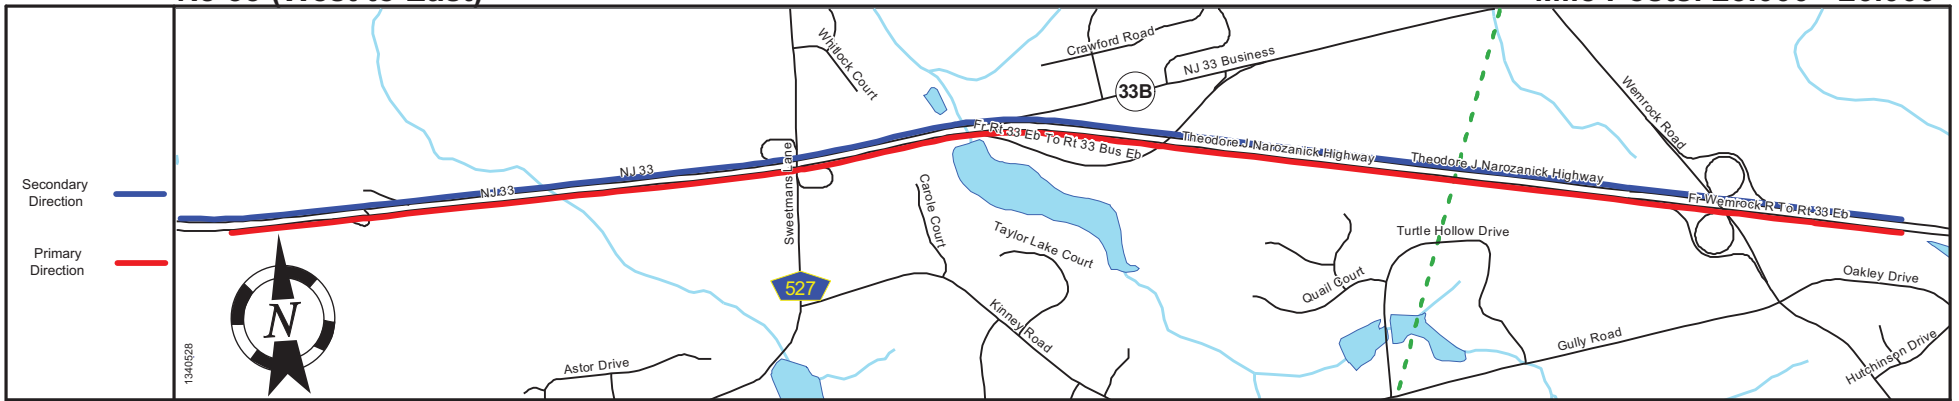 Secondary
Direction
Primary
Direction
1340528
N
NJ 33
NJ 33
Sweetmans Lane
527
Whitlock Court
Crawford Road
NJ 33 Business
33B
Fr Rt 33 Eb To Rt 33 Bus Eb
Theodore J Narozanick Highway
Theodore J Narozanick Highway
Wemrock Road
Fr Wemrock R To Rt 33 Eb
Carole Court
Taylor Lake Court
Kinney Road
Astor Drive
Turtle Hollow Drive
Quail Court
Gully Road
Oakley Drive
Hutchinson Drive